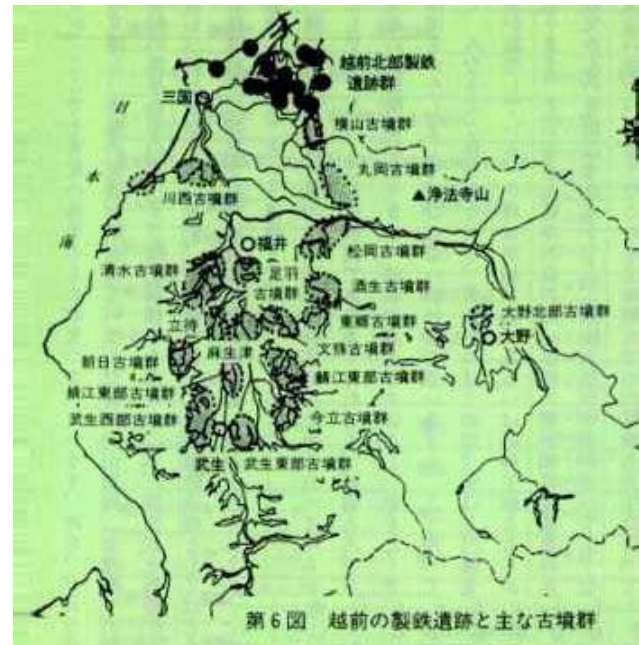 越前北部製鉄
遺跡群
三国
横山古墳群
日本海
丸岡古墳群
▲浄法寺山
川西古墳群
福井
松岡古墳群
清水古墳群
足羽
古墳群
酒生古墳群
大野北部古墳群
立待
東郷古墳群
大野
麻生津
文殊古墳群
朝日古墳群
鯖江東部古墳群
鯖江東部古墳群
今立古墳群
武生西部古墳群
武生
武生東部古墳群
第6図 越前の製鉄遺跡と主な古墳群